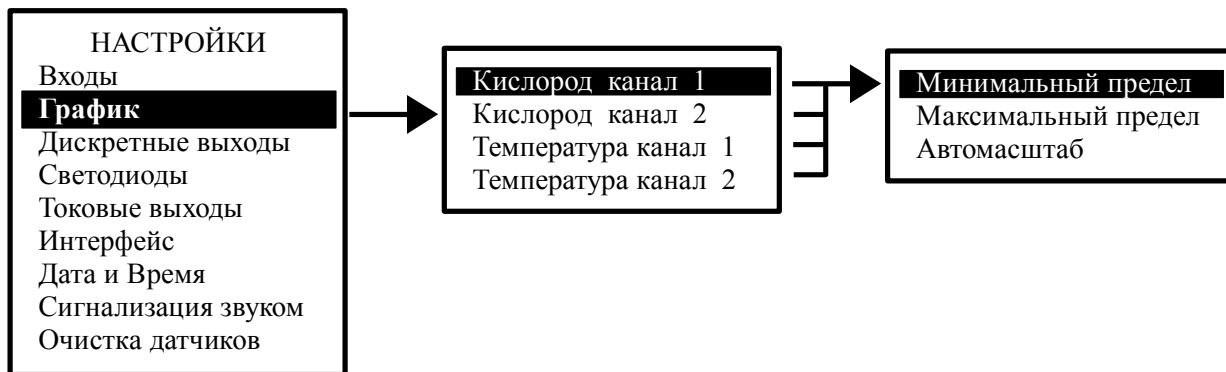 НАСТРОЙКИ
Входы
График
Дискретные выходы
Светодиоды
Токовые выходы
Интерфейс
Дата и Время
Сигнализация звуком
Очистка датчиков
Кислород канал 1
Кислород канал 2
Температура канал 1
Температура канал 2
Минимальный предел
Максимальный предел
Автомасштаб